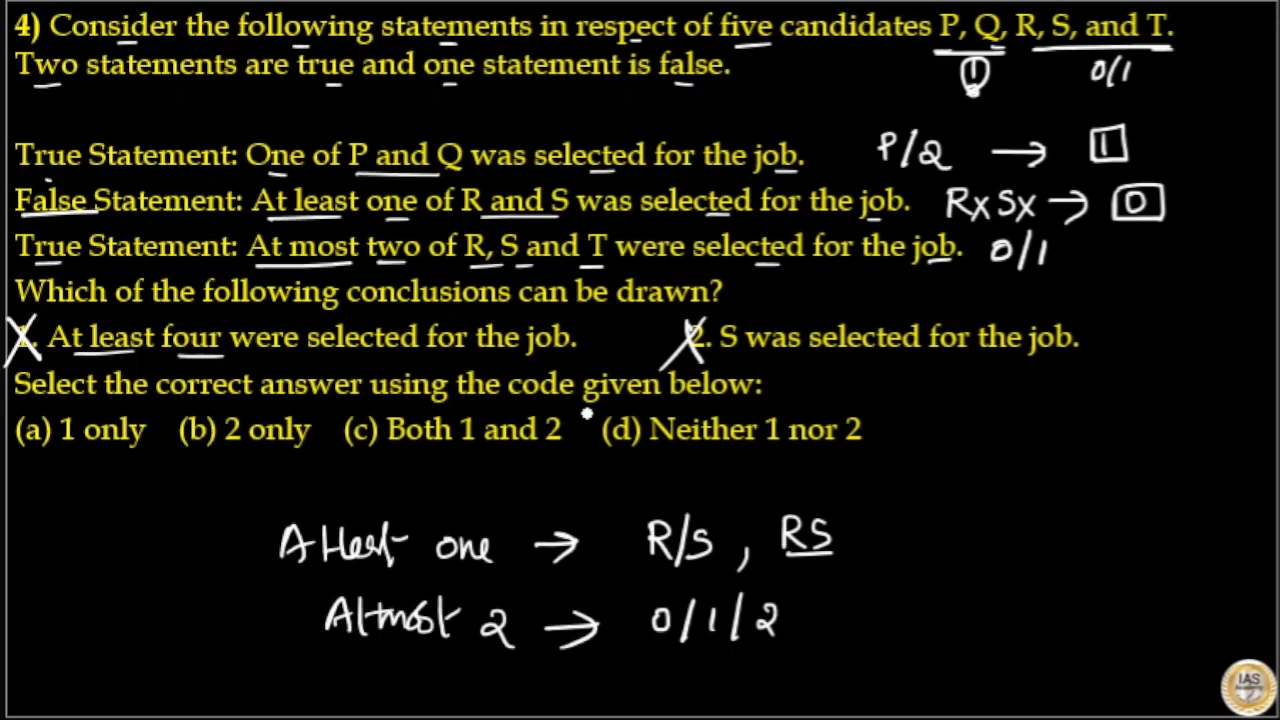 4) Consider the following statements in respect of five candidates P, Q, R, S, and T.
Two statements are true and one statement is false.
① 0/1
True Statement: One of P and Q was selected for the job. P/Q → 1
False Statement: At least one of R and S was selected for the job. Rx Sx → 0
True Statement: At most two of R, S and T were selected for the job. 0/1
Which of the following conclusions can be drawn?
1. At least four were selected for the job. 2. S was selected for the job.
Select the correct answer using the code given below:
(a) 1 only (b) 2 only (c) Both 1 and 2 (d) Neither 1 nor 2
Atleast one → R/S, RS
Atmost 2 → 0/1/2
IAS